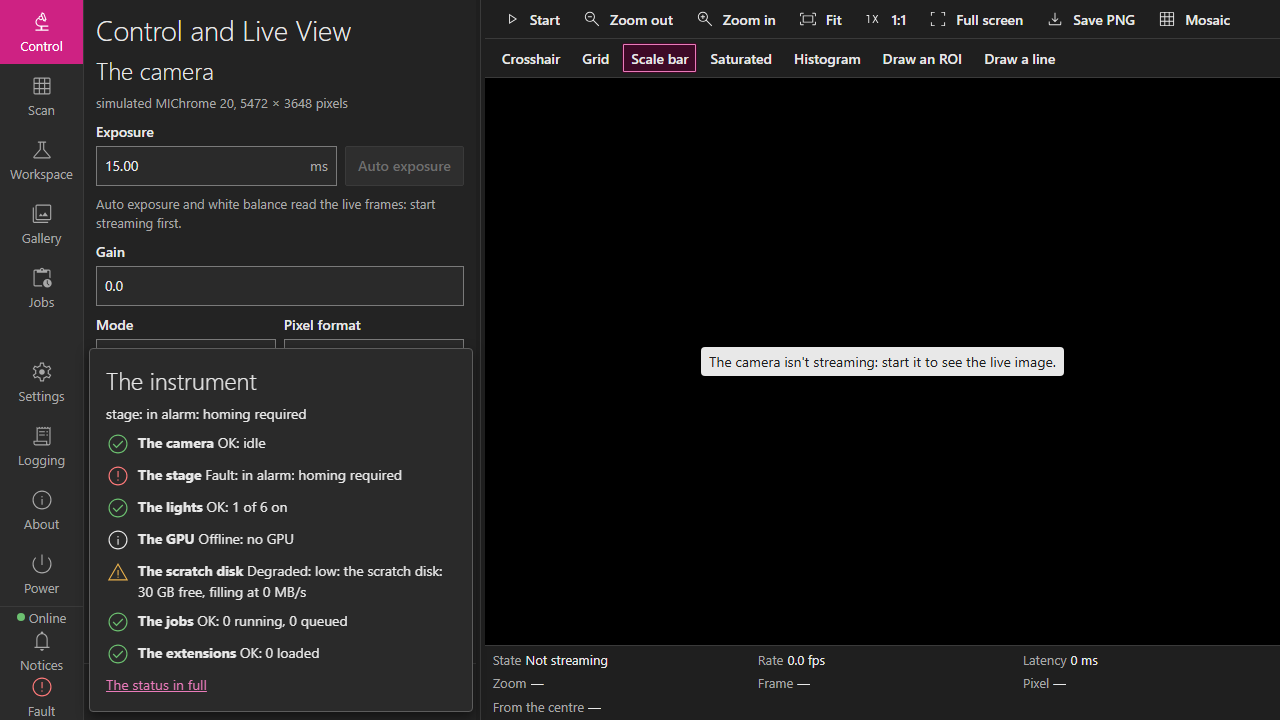 Control
Scan
Workspace
Gallery
Jobs
Settings
Logging
About
Power
Online
Notices
Fault
Control and Live View
The camera
simulated MIChrome 20, 5472 × 3648 pixels
Exposure
15.00 ms
Auto exposure
Auto exposure and white balance read the live frames: start
streaming first.
Gain
0.0
Mode Pixel format
The instrument
stage: in alarm: homing required
The camera OK: idle
The stage Fault: in alarm: homing required
The lights OK: 1 of 6 on
The GPU Offline: no GPU
The scratch disk Degraded: low: the scratch disk:
30 GB free, filling at 0 MB/s
The jobs OK: 0 running, 0 queued
The extensions OK: 0 loaded
The status in full
Start Zoom out Zoom in Fit 1X 1:1 Full screen Save PNG Mosaic
Crosshair Grid Scale bar Saturated Histogram Draw an ROI Draw a line
The camera isn't streaming: start it to see the live image.
State Not streaming Rate 0.0 fps Latency 0 ms
Zoom — Frame — Pixel —
From the centre —